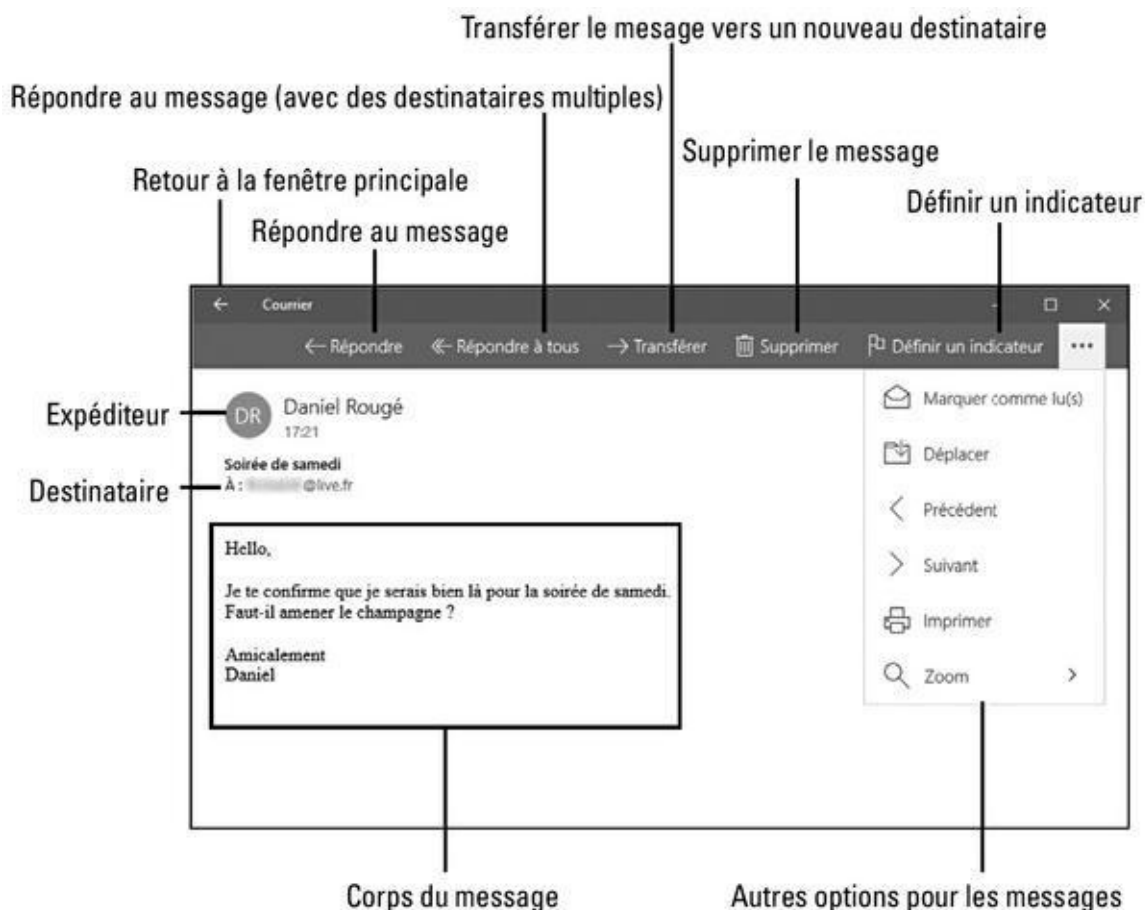 Transférer le mesage vers un nouveau destinataire
Répondre au message (avec des destinataires multiples)
Supprimer le message
Retour à la fenêtre principale
Définir un indicateur
Répondre au message
Courrier
Répondre
Répondre à tous
Transférer
Supprimer
Définir un indicateur
Marquer comme lu(s)
Expéditeur
DR
Daniel Rougé
17:21
Déplacer
Soirée de samedi
Destinataire
À : @live.fr
Précédent
Hello,
Suivant
Je te confirme que je serais bien là pour la soirée de samedi.
Faut-il amener le champagne ?
Imprimer
Amicalement
Daniel
Zoom
Corps du message
Autres options pour les messages